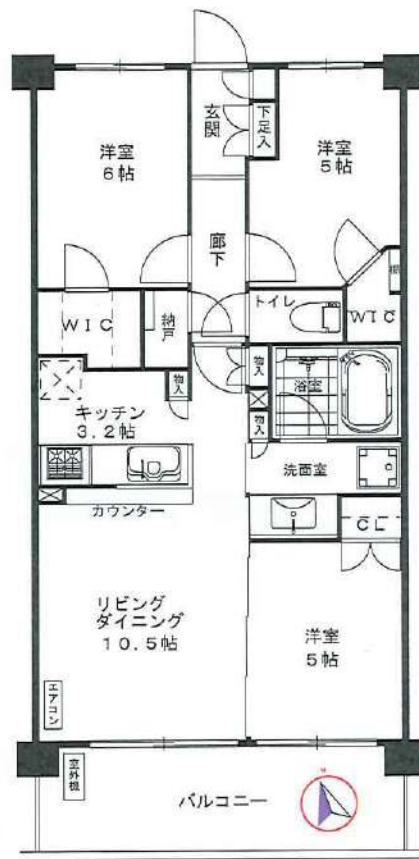 玄関
下足入
洋室
6帖
洋室
5帖
廊下
トイレ
棚
WIC
納戸
WIC
物入
物入
浴室
キッチン
3.2帖
物入
洗面室
カウンター
CL
リビング
ダイニング
10.5帖
洋室
5帖
エアコン
室外機
バルコニー